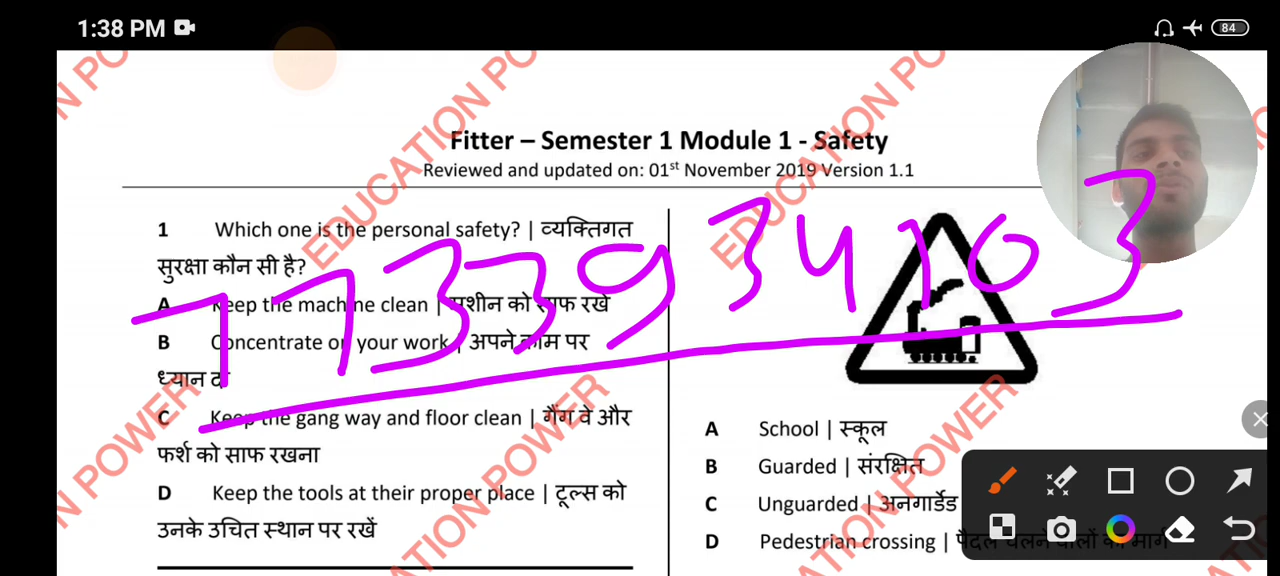 1:38 PM
84
EDUCATION POWER
Fitter – Semester 1 Module 1 - Safety
Reviewed and updated on: 01st November 2019 Version 1.1
1 Which one is the personal safety? | व्यक्तिगत
सुरक्षा कौन सी है?
A Keep the machine clean | मशीन को साफ रखे
B Concentrate on your work | अपने काम पर
ध्यान दे
C Keep the gang way and floor clean | गैंग वे और
फर्श को साफ रखना
D Keep the tools at their proper place | टूल्स को
उनके उचित स्थान पर रखें
7733934103
A School | स्कूल
B Guarded | संरक्षित
C Unguarded | अनगार्डेड
D Pedestrian crossing | पैदल चलने वालों का मार्ग